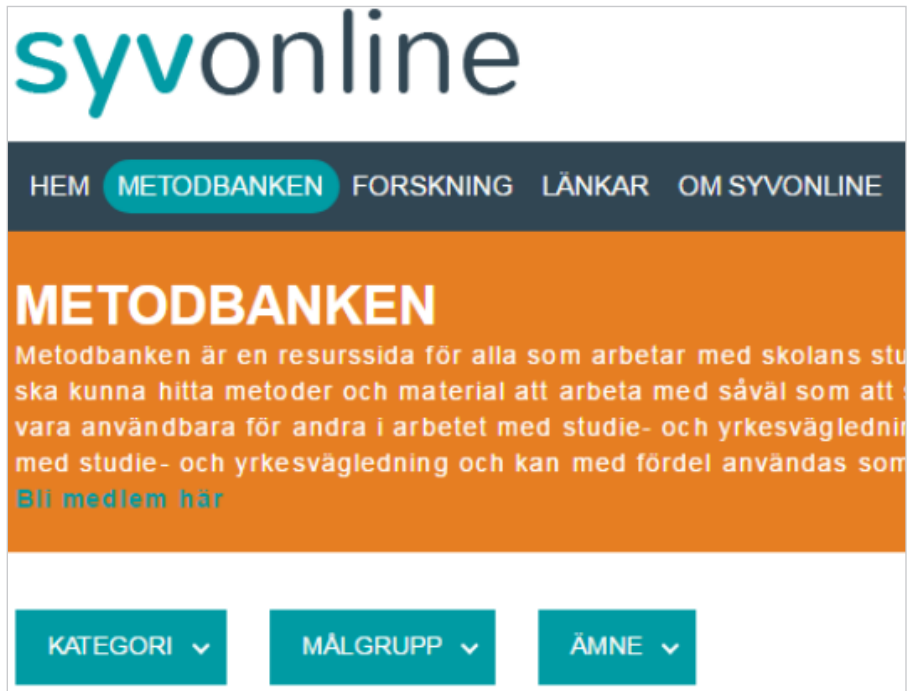 syvonline
HEM METODBANKEN FORSKNING LÄNKAR OM SYVONLINE
METODBANKEN
Metodbanken är en resurssida för alla som arbetar med skolans
ska kunna hitta metoder och material att arbeta med såväl som att
vara användbara för andra i arbetet med studie- och
med studie- och yrkesvägledning och kan med fördel användas som
Bli medlem här
KATEGORI MÅLGRUPP ÄMNE